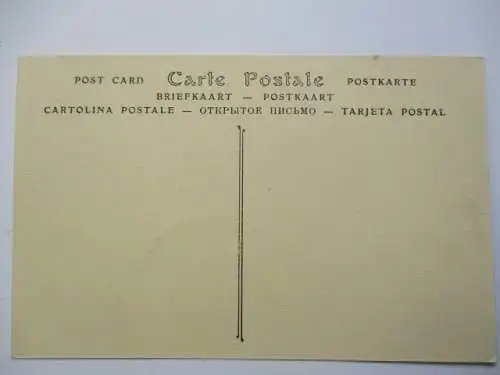 POST CARD Carte Postale POSTKARTE
BRIEFKAART — POSTKAART
CARTOLINA POSTALE — ОТКРЫТОЕ ПИСЬМО — TARJETA POSTAL